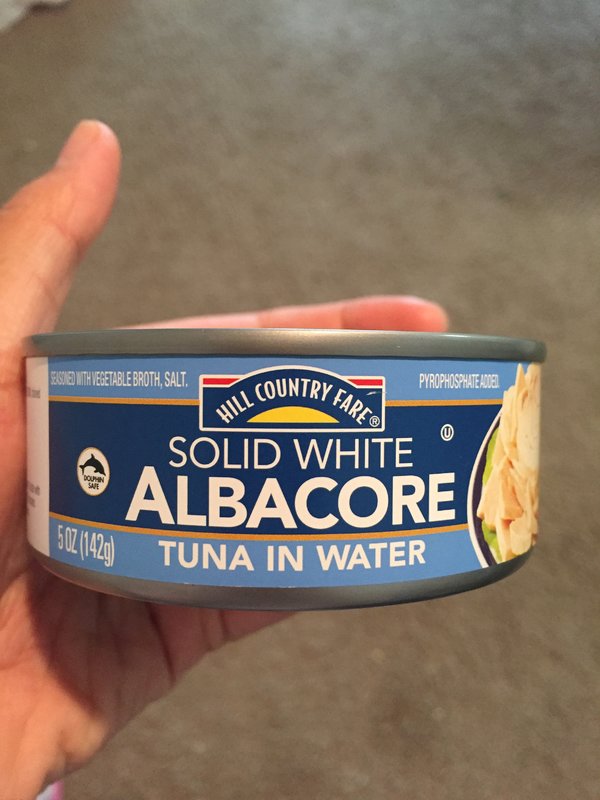 SEASONED WITH VEGETABLE BROTH, SALT.
PYROPHOSPHATE ADDED.
HILL COUNTRY FARE®
SOLID WHITE
U
DOLPHIN
SAFE
ALBACORE
5 OZ (142g)
TUNA IN WATER